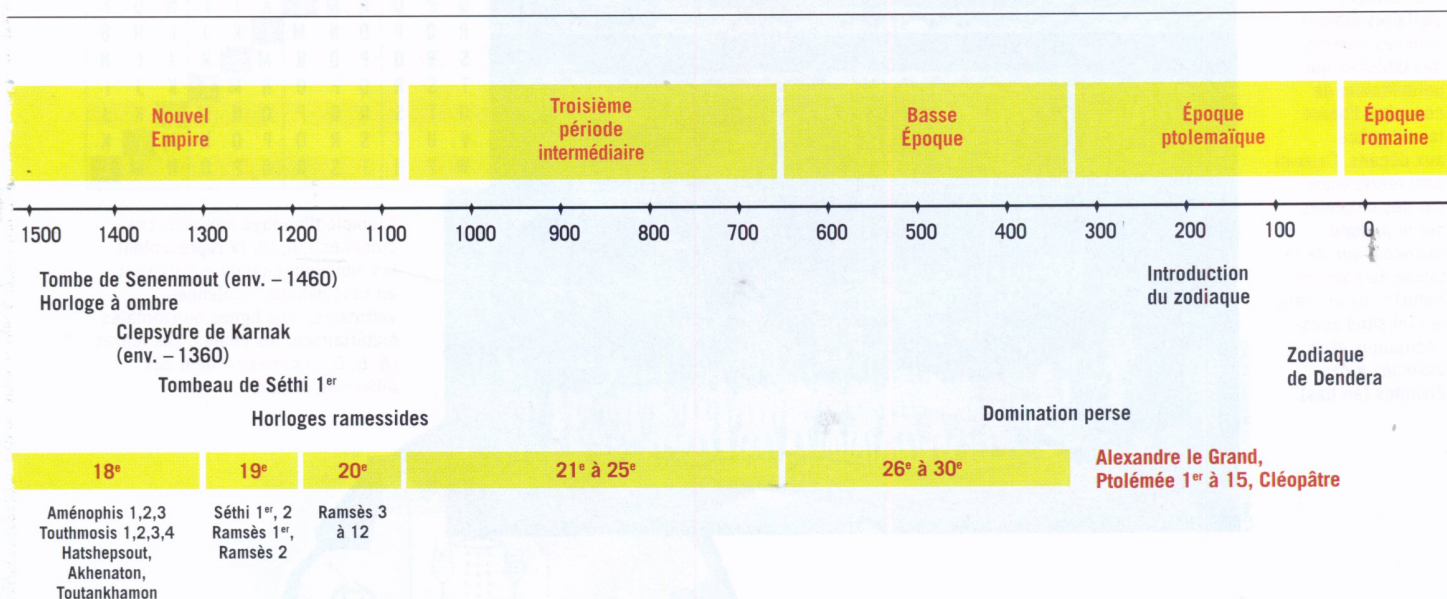 Nouvel
Empire
Troisième
période
intermédiaire
Basse
Époque
Époque
ptolemaïque
Époque
romaine
1500 1400 1300 1200 1100 1000 900 800 700 600 500 400 300 200 100 0
Tombe de Senenmout (env. – 1460)
Horloge à ombre
Clepsydre de Karnak
(env. – 1360)
Tombeau de Séthi 1er
Horloges ramessides
Introduction
du zodiaque
Zodiaque
de Dendera
Domination perse
18e
19e
20e
21e à 25e
26e à 30e
Alexandre le Grand,
Ptolémée 1er à 15, Cléopâtre
Aménophis 1,2,3
Touthmosis 1,2,3,4
Hatshepsout,
Akhenaton,
Toutankhamon
Séthi 1er, 2
Ramsès 1er,
Ramsès 2
Ramsès 3
à 12